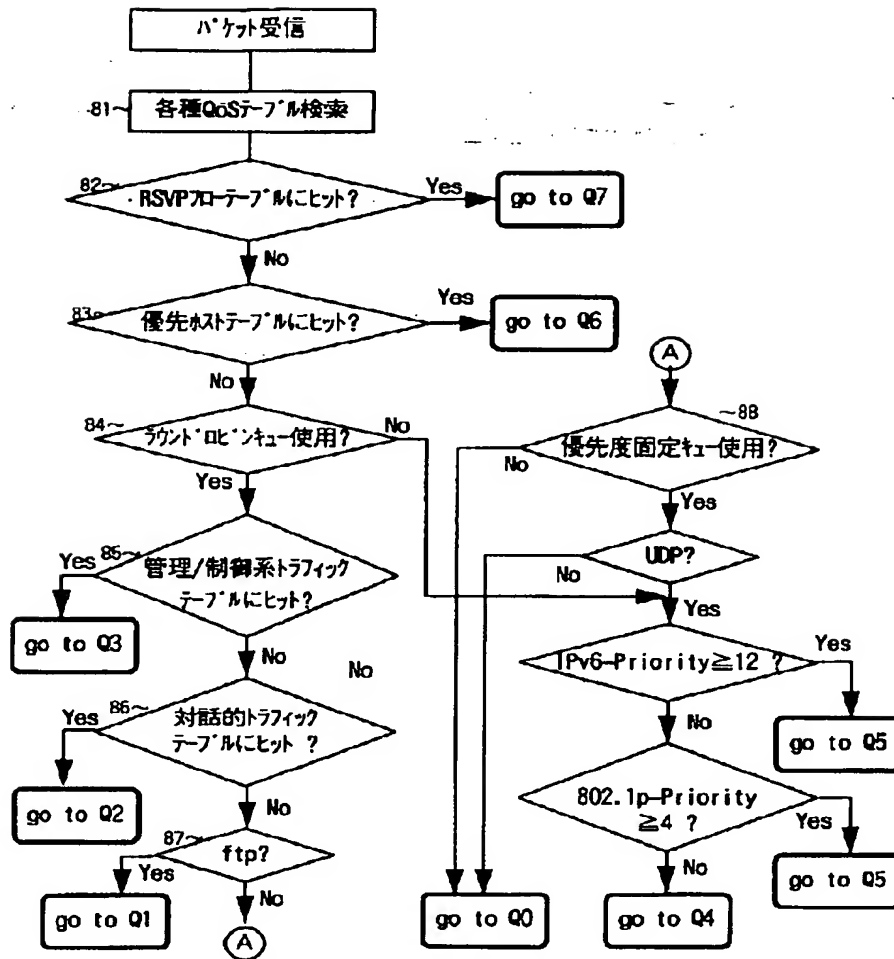 パケット受信
81~
各種QoSテーブル検索
82~
RSVPフローテーブルにヒット?
Yes
go to Q7
No
83~
優先ホストテーブルにヒット?
Yes
go to Q6
No
84~
ラウンドロビンキュー使用?
No
Yes
85~
管理/制御系トラフィック
テーブルにヒット?
Yes
go to Q3
No
No
86~
対話的トラフィック
テーブルにヒット ?
Yes
go to Q2
No
87~
ftp?
Yes
go to Q1
No
A
A
~88
優先度固定キュー使用?
No
Yes
UDP?
No
Yes
IPv6-Priority≧12 ?
Yes
go to Q5
No
802.1p-Priority
≧4 ?
Yes
go to Q5
No
go to Q0
go to Q4